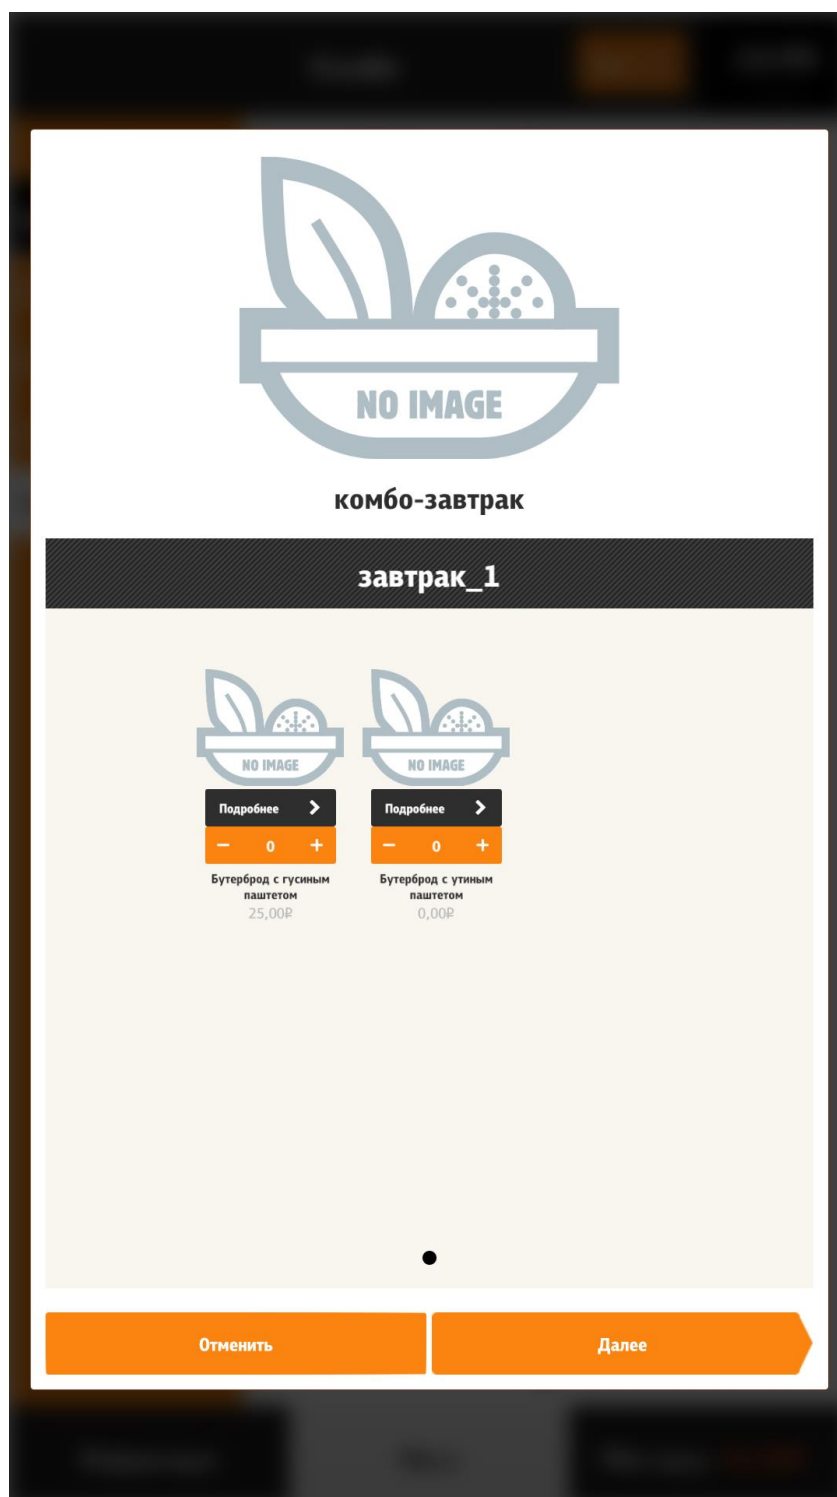 NO IMAGE
комбо-завтрак
завтрак_1
NO IMAGE
NO IMAGE
Подробнее
Подробнее
− 0 +
− 0 +
Бутерброд с гусиным
паштетом
25,00₽
Бутерброд с утиным
паштетом
0,00₽
Отменить
Далее